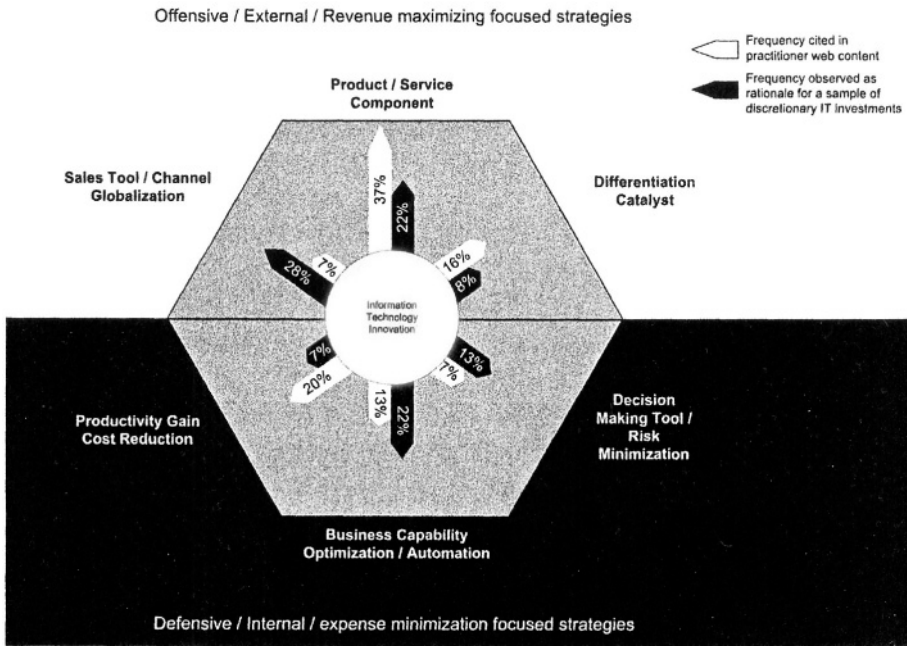 Offensive / External / Revenue maximizing focused strategies
Frequency cited in
practitioner web content
Frequency observed as
rationale for a sample of
discretionary IT investments
Product / Service
Component
Sales Tool / Channel
Globalization
Differentiation
Catalyst
37%
22%
16%
8%
28%
7%
Information
Technology
Innovation
7%
20%
13%
22%
13%
7%
Productivity Gain
Cost Reduction
Decision
Making Tool /
Risk
Minimization
Business Capability
Optimization / Automation
Defensive / Internal / expense minimization focused strategies